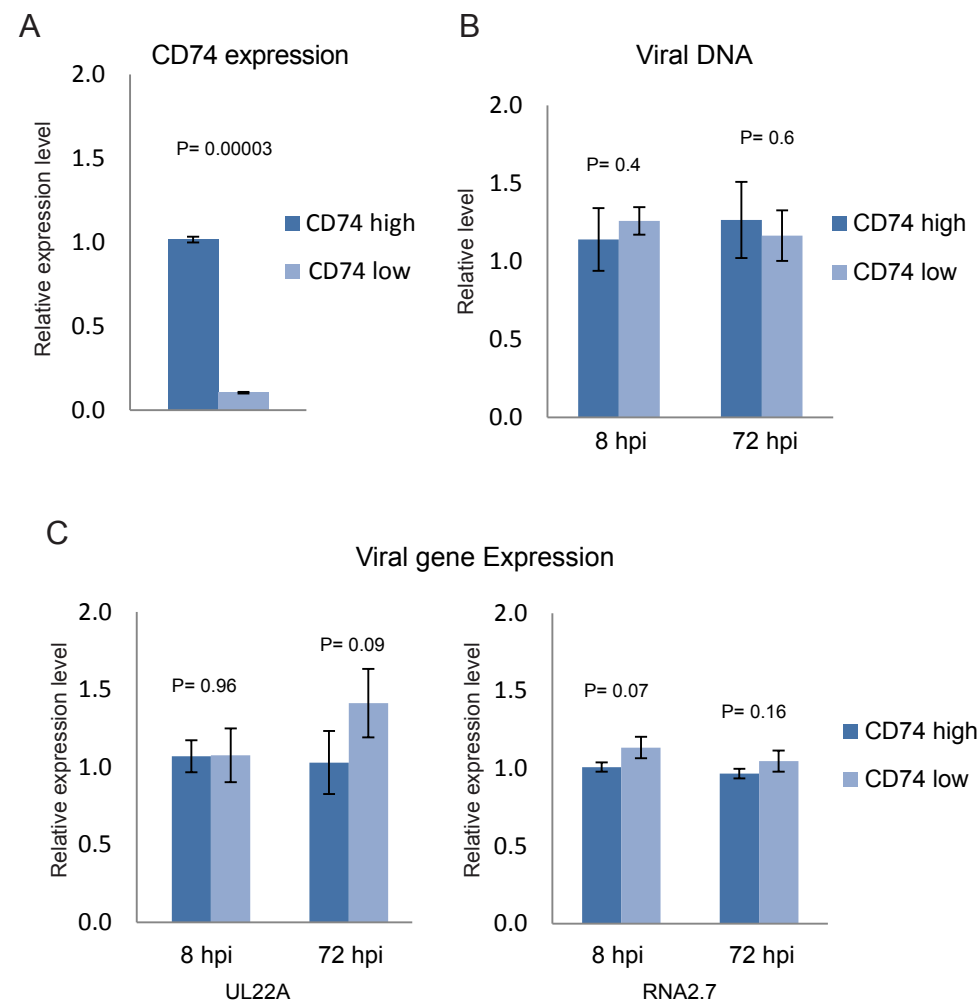 A
CD74 expression
Relative expression level
2.0
1.5
1.0
0.5
0.0
P= 0.00003
CD74 high
CD74 low
B
Viral DNA
Relative level
2.0
1.5
1.0
0.5
0.0
P= 0.4
P= 0.6
8 hpi
72 hpi
CD74 high
CD74 low
C
Viral gene Expression
Relative expression level
2.0
1.5
1.0
0.5
0.0
P= 0.96
P= 0.09
8 hpi
72 hpi
UL22A
Relative expression level
2.0
1.5
1.0
0.5
0.0
P= 0.07
P= 0.16
8 hpi
72 hpi
RNA2.7
CD74 high
CD74 low